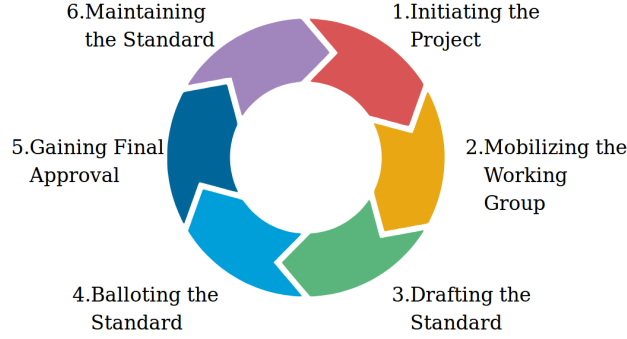 1.Initiating the
Project
2.Mobilizing the
Working
Group
3.Drafting the
Standard
4.Balloting the
Standard
5.Gaining Final
Approval
6.Maintaining
the Standard